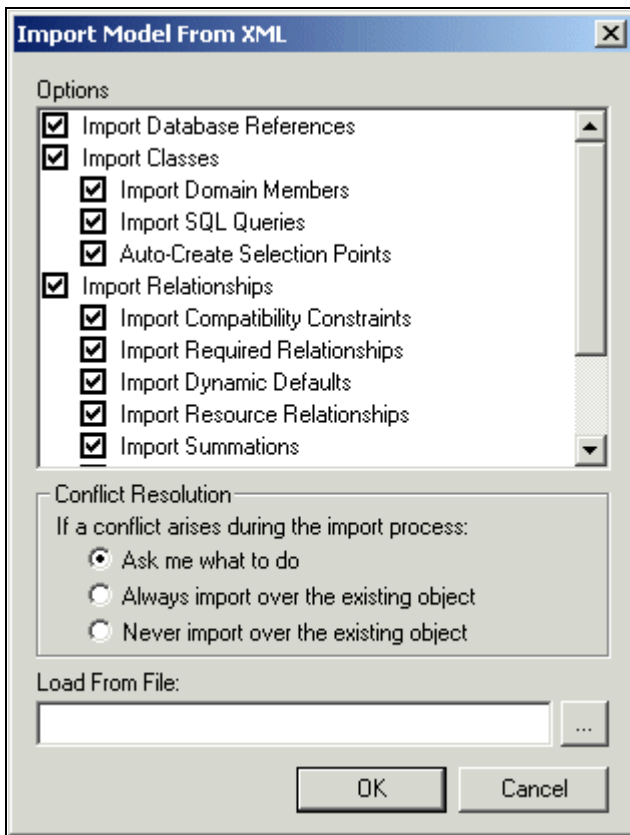 Import Model From XML
Options
Import Database References
Import Classes
Import Domain Members
Import SQL Queries
Auto-Create Selection Points
Import Relationships
Import Compatibility Constraints
Import Required Relationships
Import Dynamic Defaults
Import Resource Relationships
Import Summations
Conflict Resolution
If a conflict arises during the import process:
Ask me what to do
Always import over the existing object
Never import over the existing object
Load From File:
...
OK
Cancel